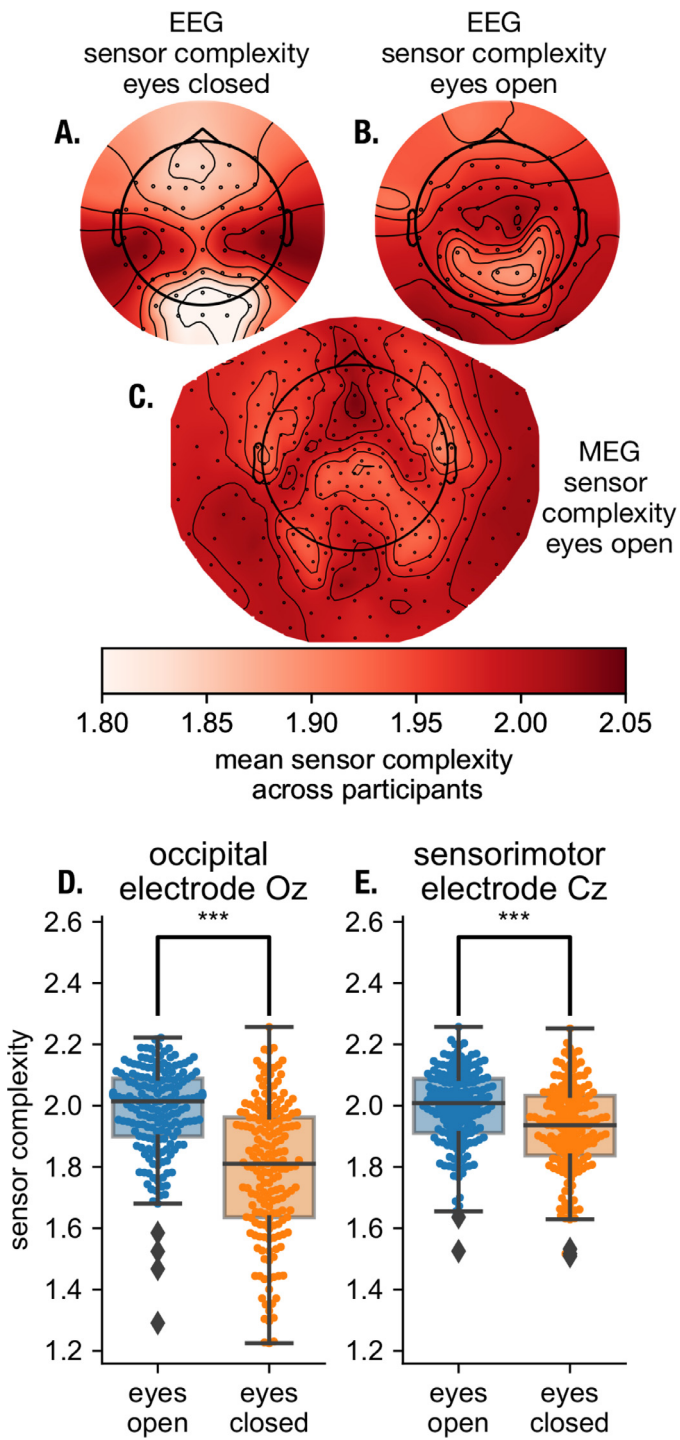 EEG
sensor complexity
eyes closed
EEG
sensor complexity
eyes open
A.
B.
C.
MEG
sensor
complexity
eyes open
1.80 1.85 1.90 1.95 2.00 2.05
mean sensor complexity
across participants
D.
occipital
electrode Oz
E.
sensorimotor
electrode Cz
***
***
sensor complexity
2.6
2.4
2.2
2.0
1.8
1.6
1.4
1.2
eyes
open
eyes
closed
2.6
2.4
2.2
2.0
1.8
1.6
1.4
1.2
eyes
open
eyes
closed